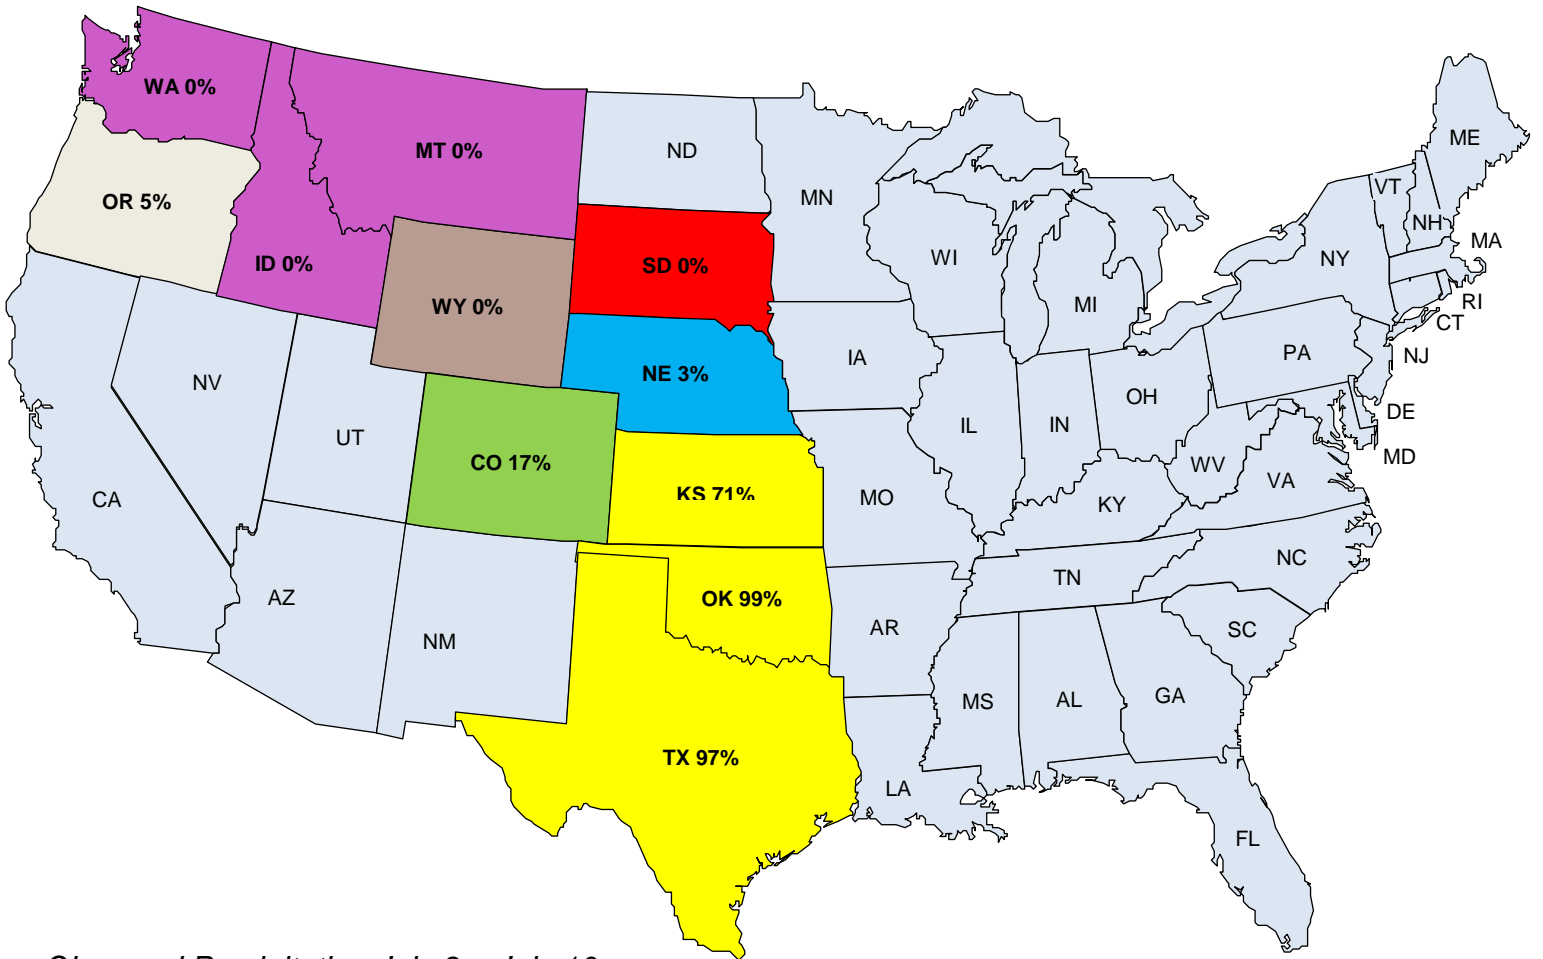 WA 0%
MT 0%
ND
MN
ME
VT
NH
MA
OR 5%
ID 0%
SD 0%
WI
NY
WY 0%
MI
RI
CT
NE 3%
IA
PA
NJ
NV
OH
DE
UT
IL
IN
MD
CO 17%
WV
CA
KS 71%
MO
KY
VA
AZ
OK 99%
TN
NC
NM
AR
SC
MS
AL
GA
TX 97%
LA
FL